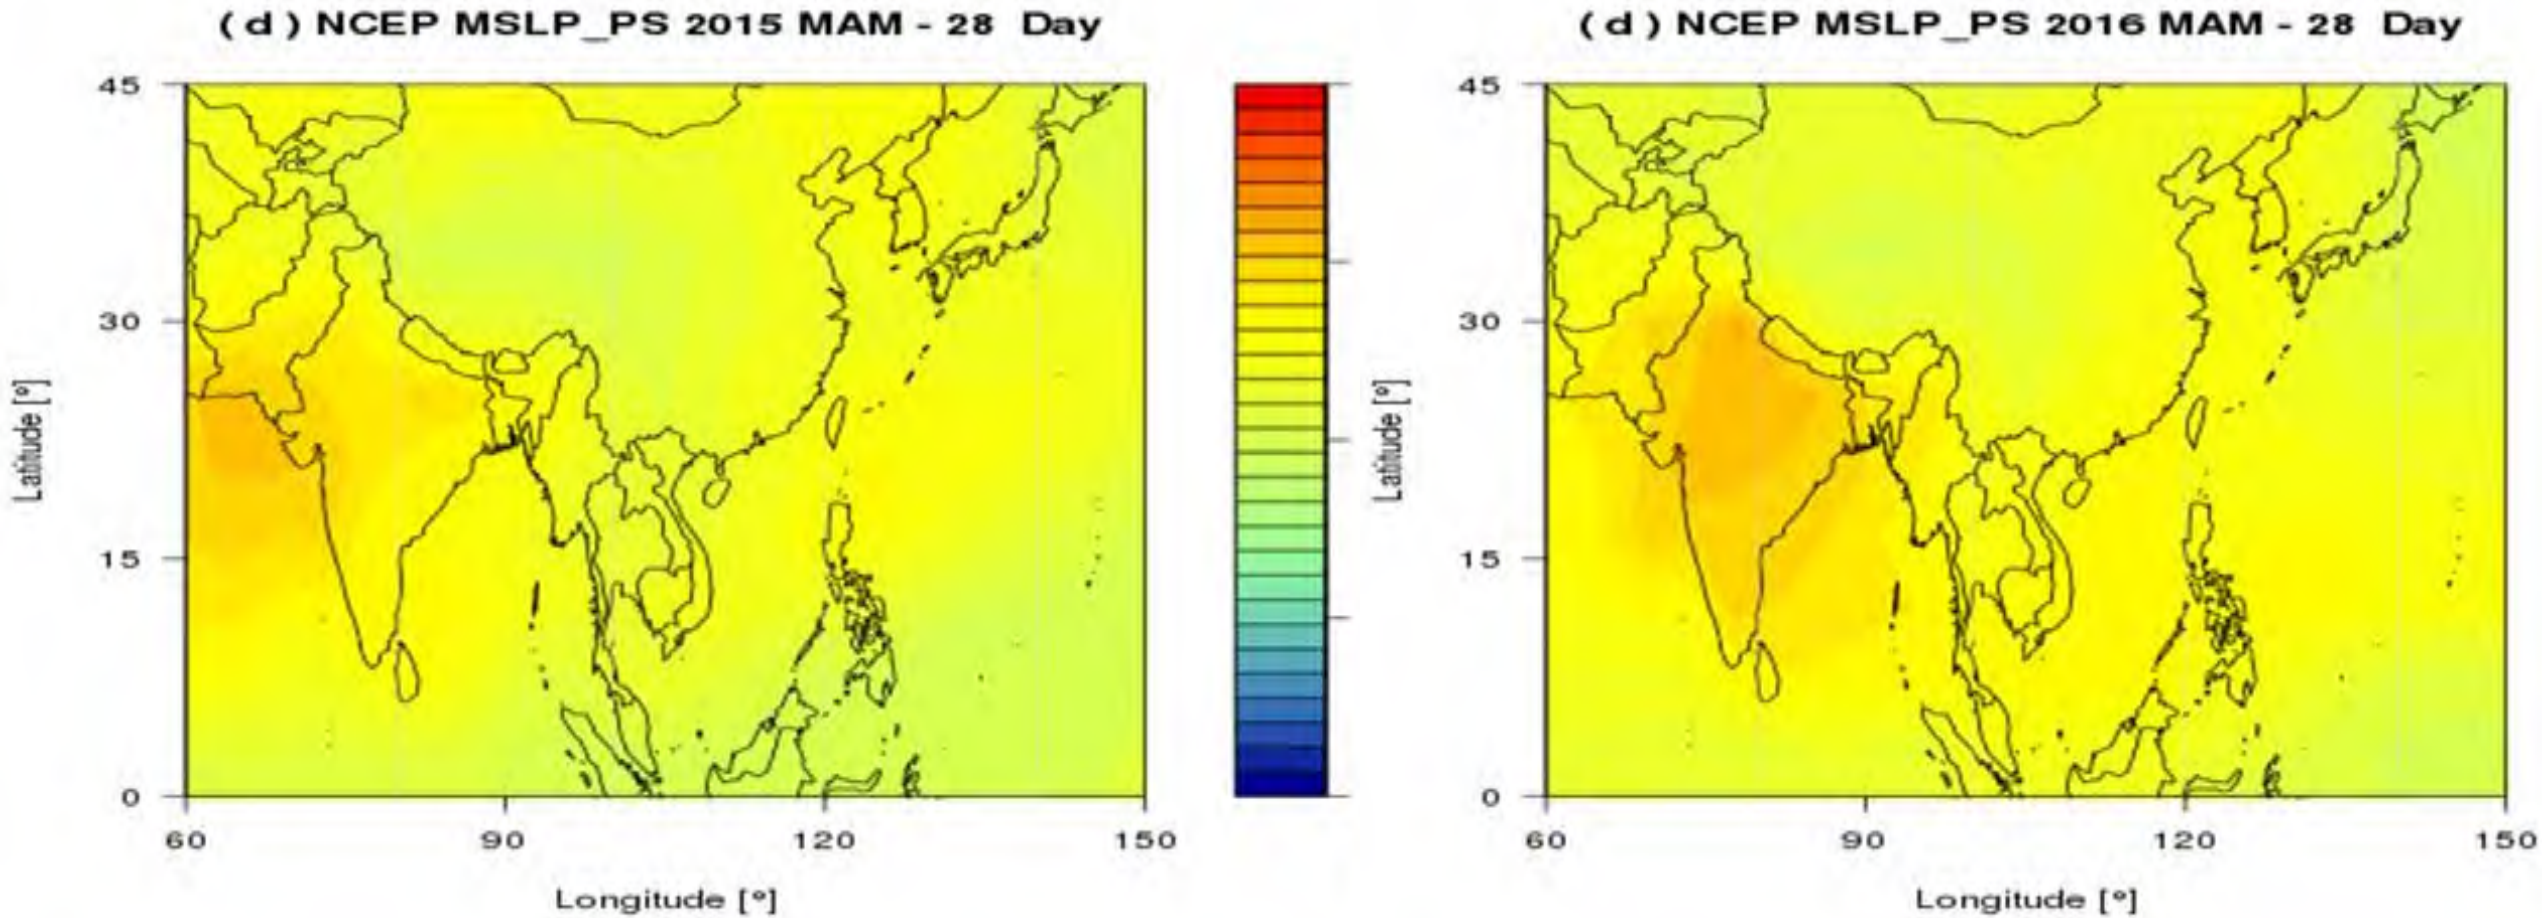 ( d ) NCEP MSLP_PS 2015 MAM - 28 Day
45
30
15
0
60 90 120 150
Latitude [º]
Longitude [º]
( d ) NCEP MSLP_PS 2016 MAM - 28 Day
45
30
15
0
60 90 120 150
Latitude [º]
Longitude [º]